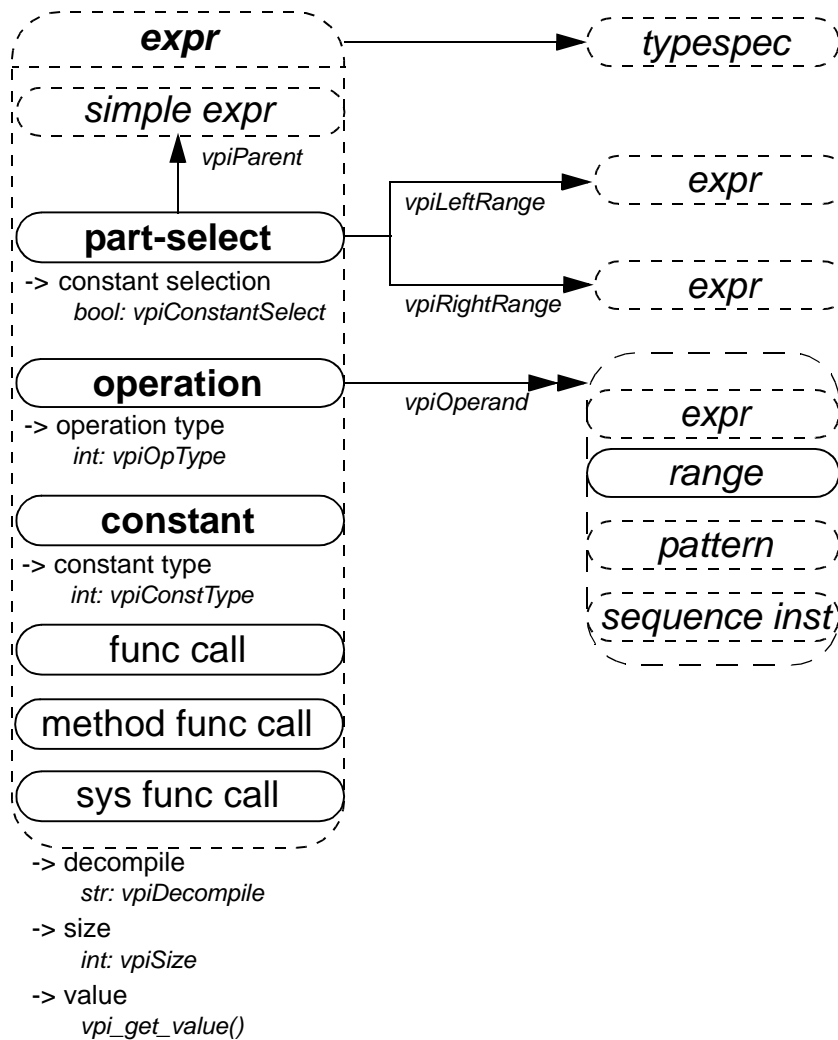 expr
typespec
simple expr
vpiParent
expr
vpiLeftRange
part-select
-> constant selection
bool: vpiConstantSelect
expr
vpiRightRange
operation
vpiOperand
-> operation type
int: vpiOpType
expr
range
constant
pattern
-> constant type
int: vpiConstType
sequence inst
func call
method func call
sys func call
-> decompile
str: vpiDecompile
-> size
int: vpiSize
-> value
vpi_get_value()